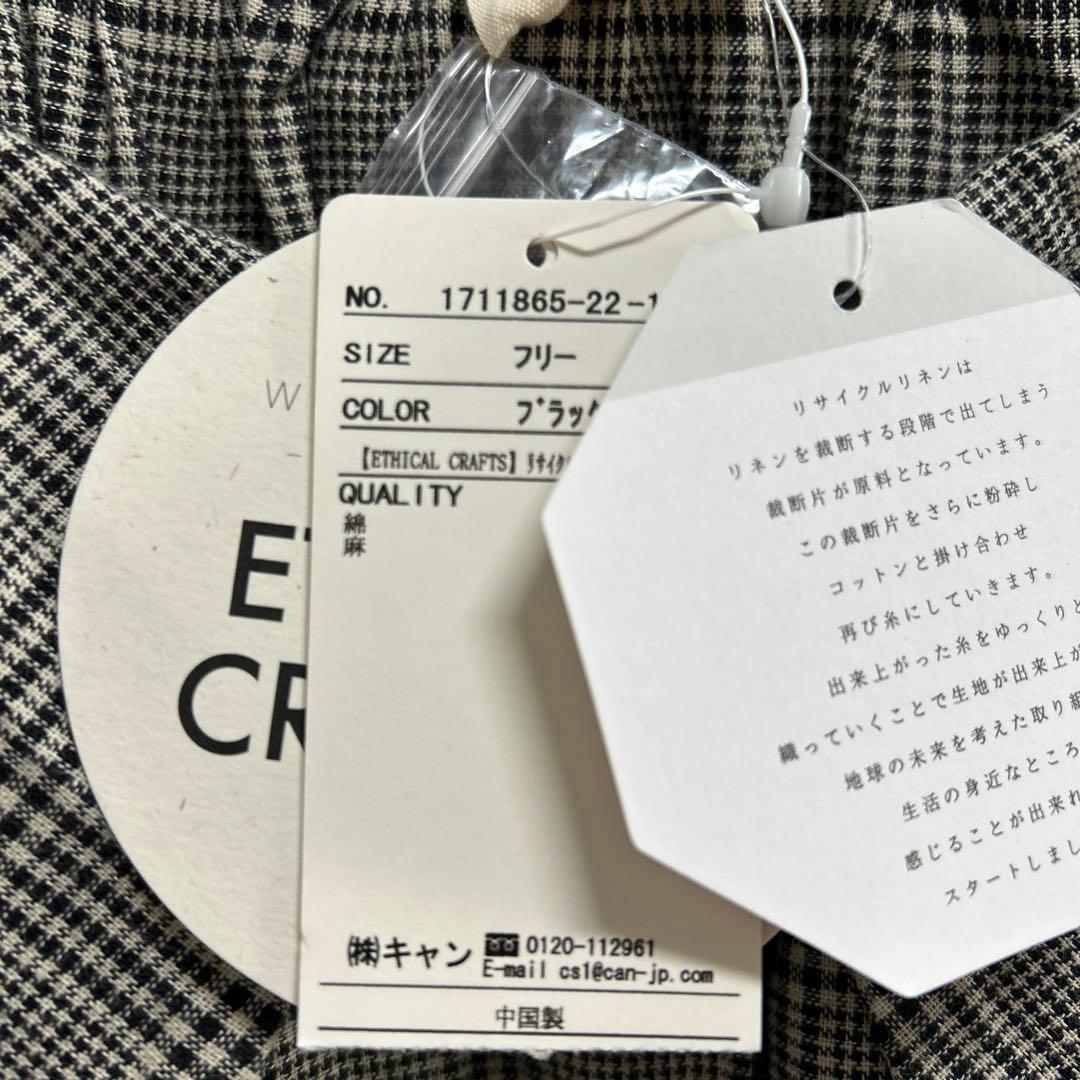 W
E
CR
NO. 1711865-22-1
SIZE フリー
COLOR ﾌﾞﾗｯｸ
【ETHICAL CRAFTS】ﾘｻｲｸ
QUALITY
綿
麻
㈱キャン 0120-112961
E-mail cs1@can-jp.com
中国製
リサイクルリネンは
リネンを裁断する段階で出てしまう
裁断片が原料となっています。
この裁断片をさらに粉砕し
コットンと掛け合わせ
再び糸にしていきます。
出来上がった糸をゆっくりと
織っていくことで生地が出来上が
地球の未来を考えた取り組
生活の身近なところ
感じることが出来れ
スタートしまし